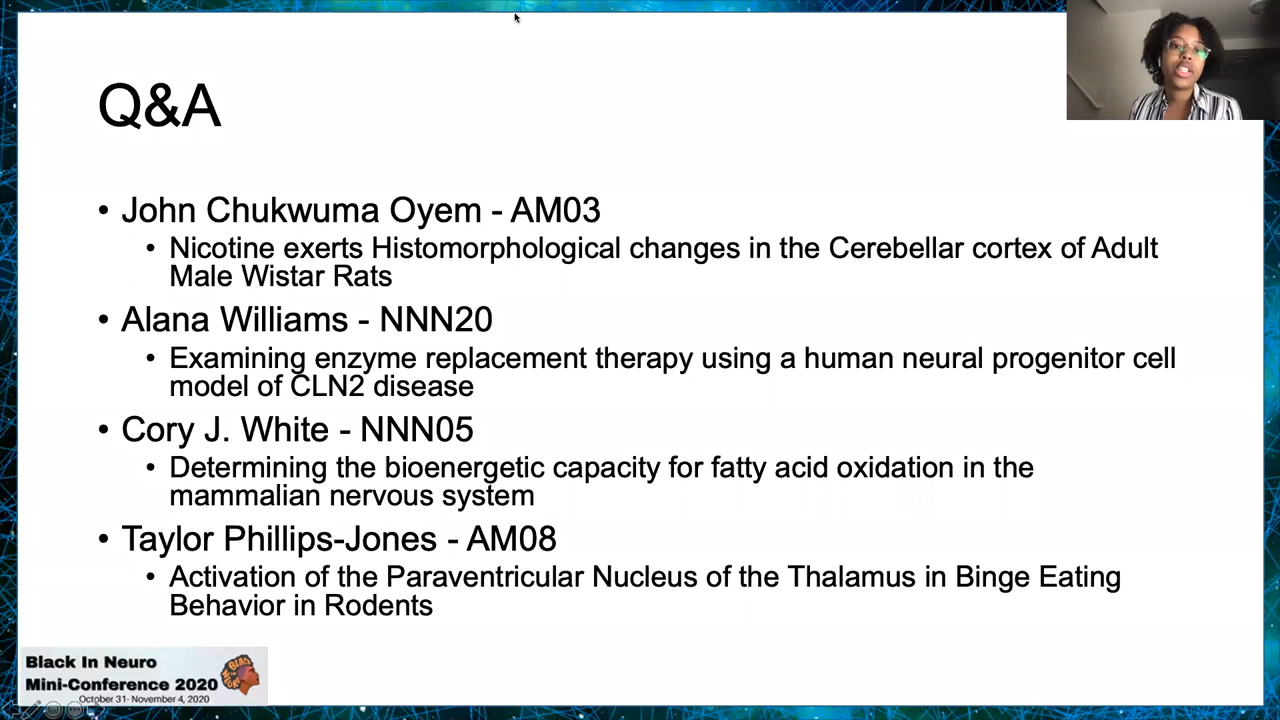 Q&A
• John Chukwuma Oyem - AM03
• Nicotine exerts Histomorphological changes in the Cerebellar cortex of Adult
Male Wistar Rats
• Alana Williams - NNN20
• Examining enzyme replacement therapy using a human neural progenitor cell
model of CLN2 disease
• Cory J. White - NNN05
• Determining the bioenergetic capacity for fatty acid oxidation in the
mammalian nervous system
• Taylor Phillips-Jones - AM08
• Activation of the Paraventricular Nucleus of the Thalamus in Binge Eating
Behavior in Rodents
Black In Neuro
Mini-Conference 2020
October 31- November 4, 2020